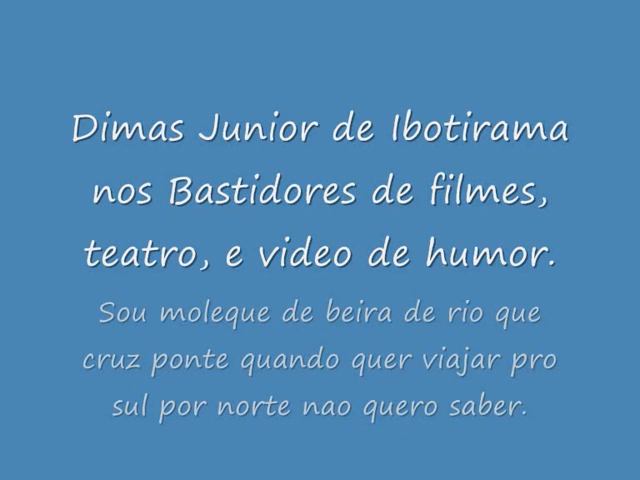 Dimas Junior de Ibotirama
nos Bastidores de filmes,
teatro, e video de humor.
Sou moleque de beira de rio que
cruz ponte quando quer viajar pro
sul por norte nao quero saber.